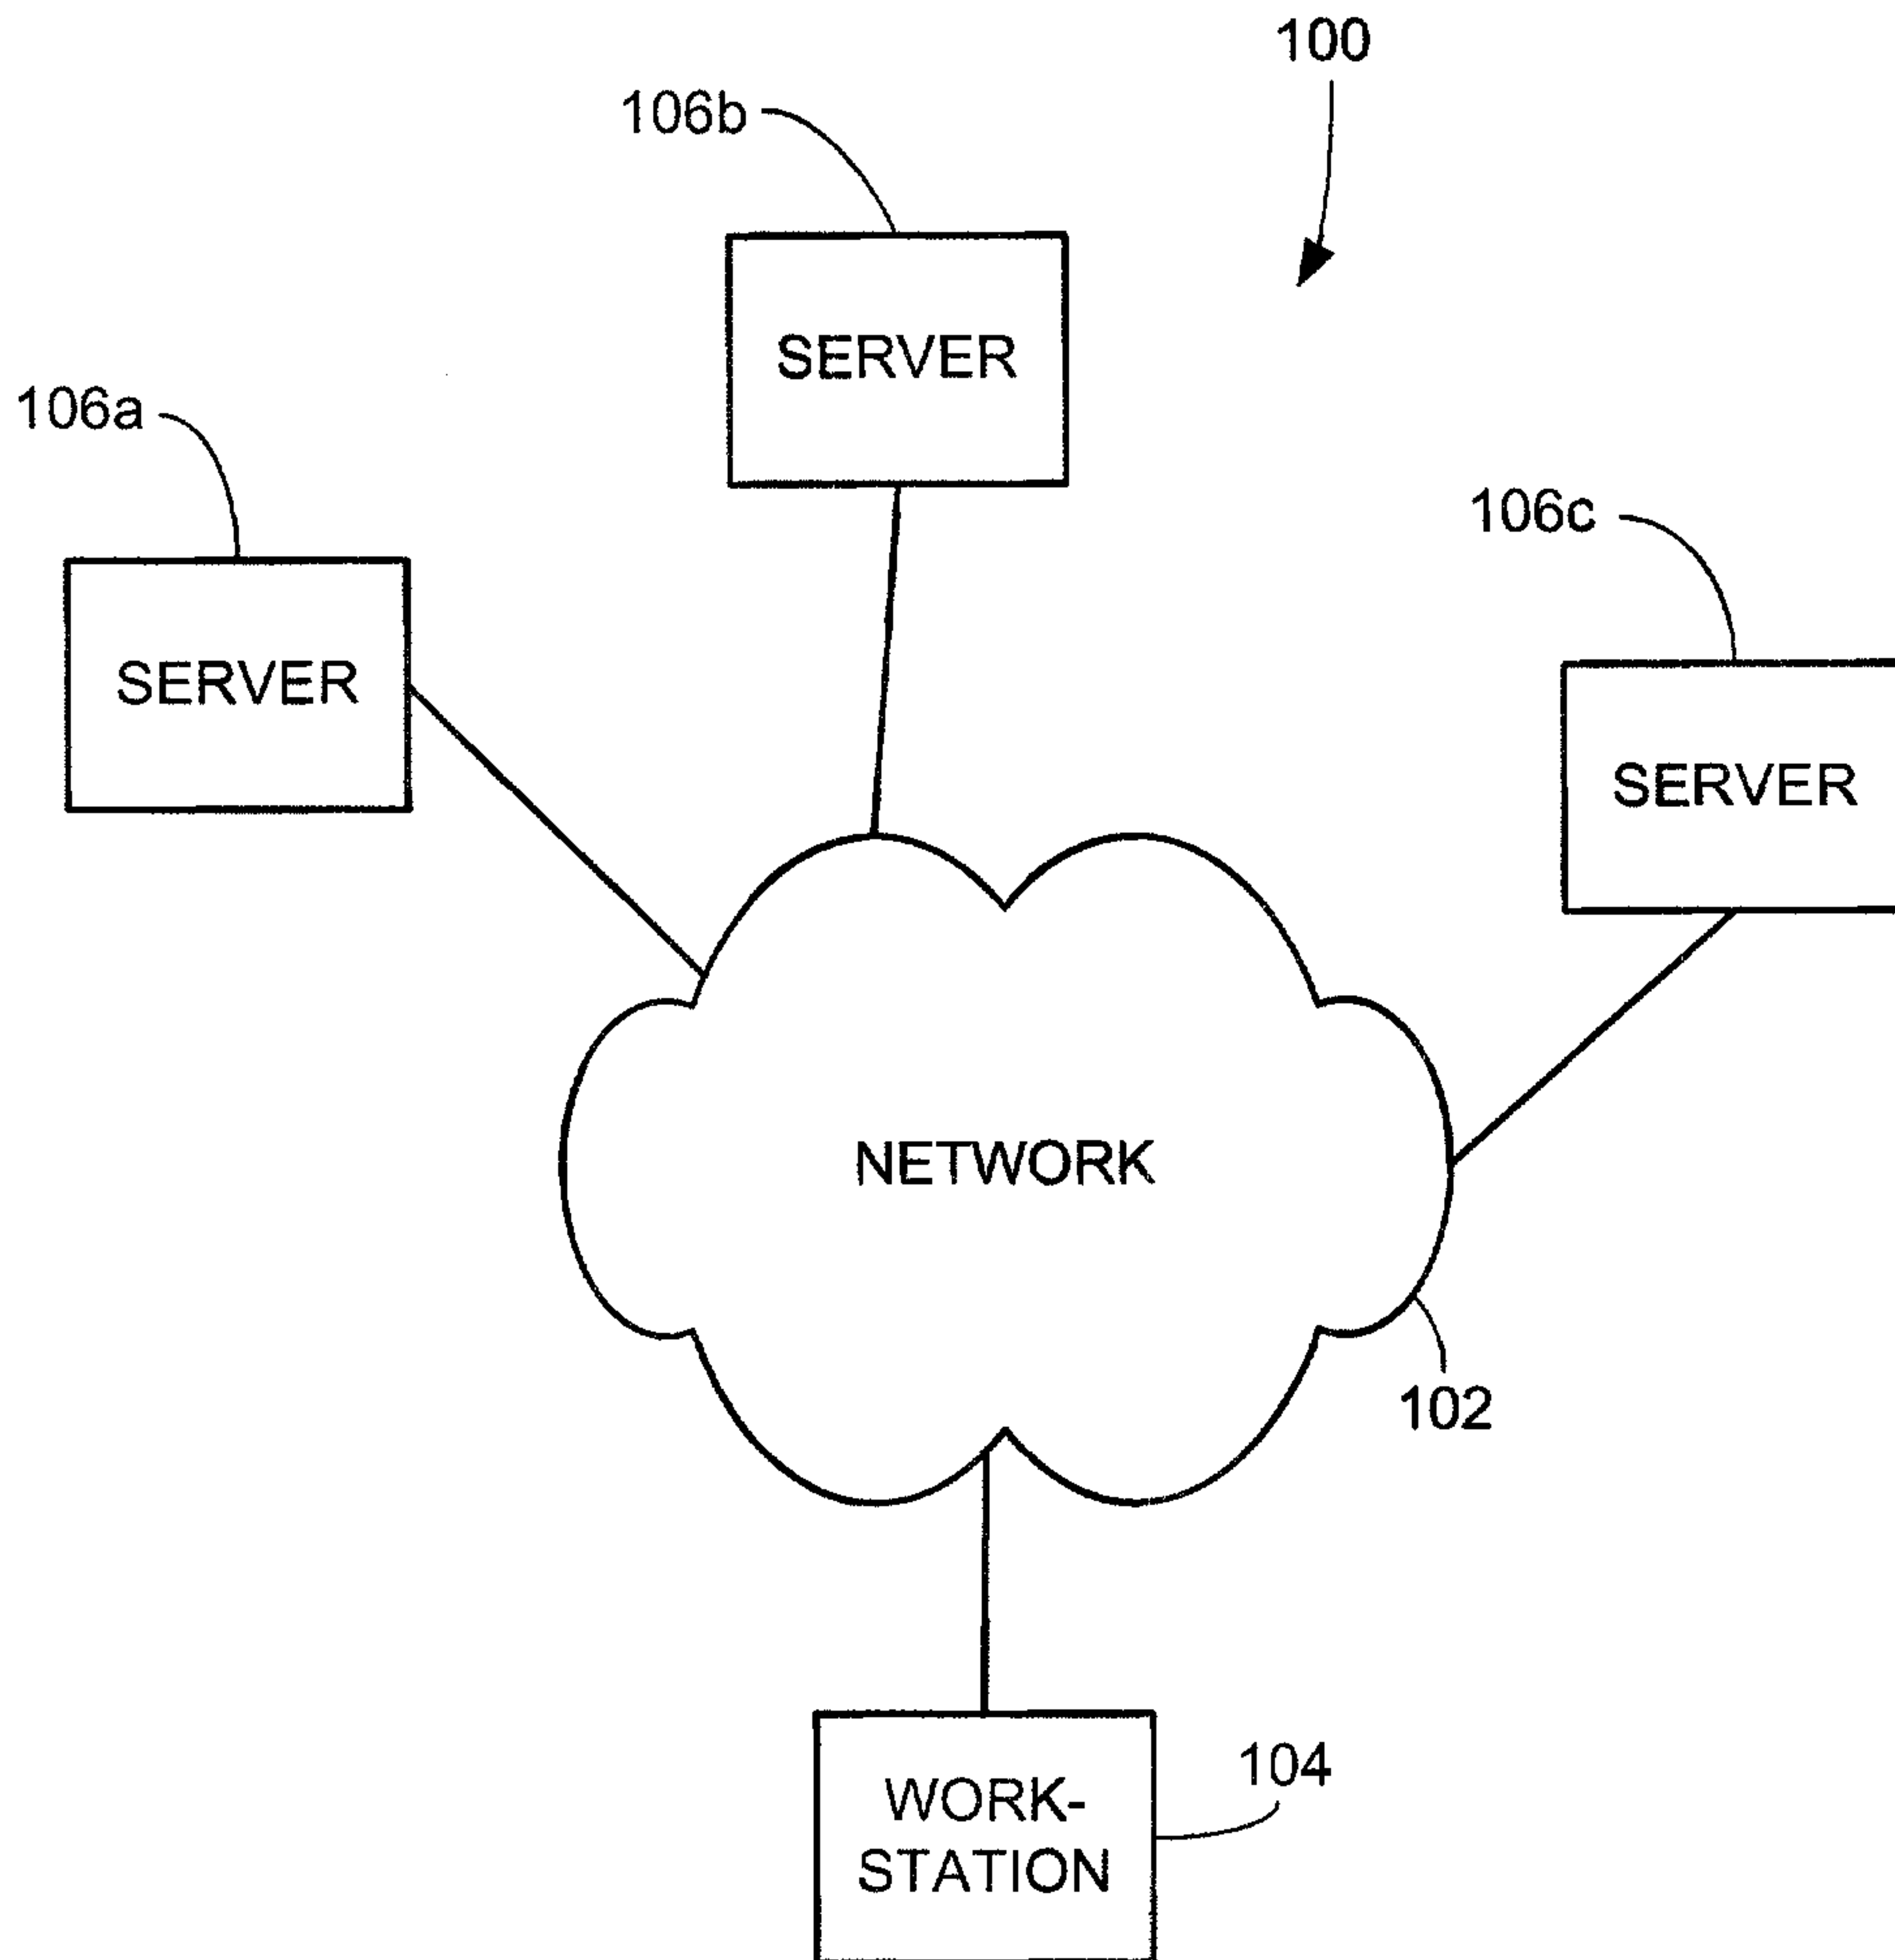 100
106b
SERVER
106a
106c
SERVER
SERVER
NETWORK
102
104
WORK-
STATION